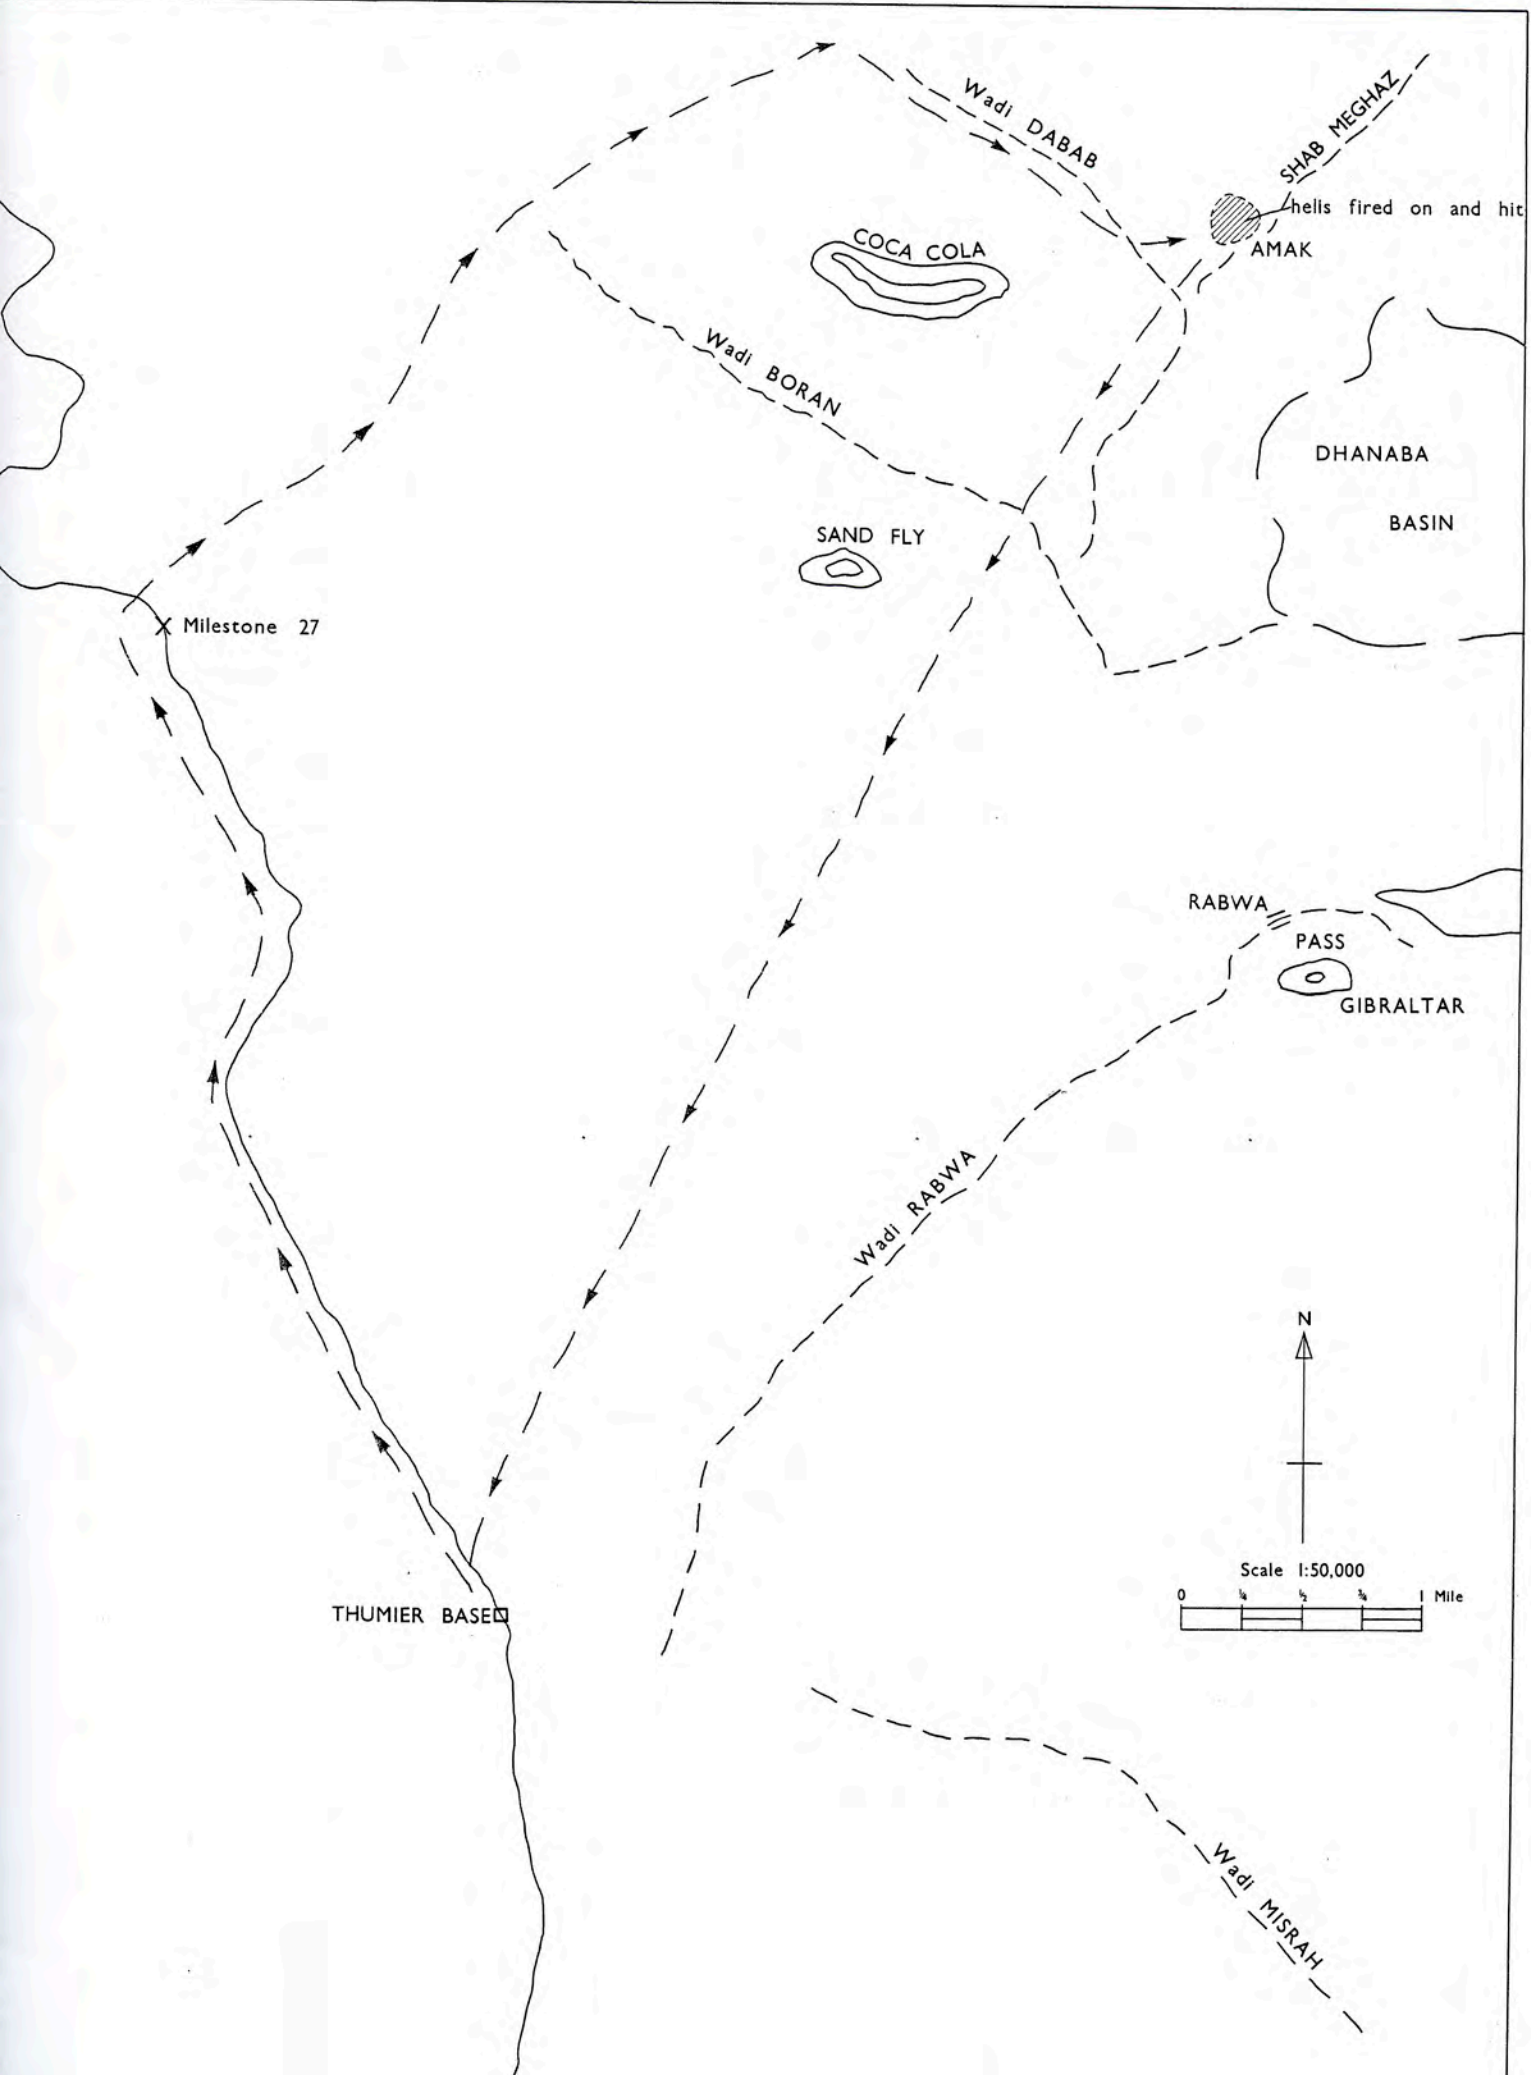 Wadi DABAB
SHAB MEGHAZ
hells fired on and hit
AMAK
COCA COLA
Wadi BORAN
DHANABA
BASIN
SAND FLY
Milestone 27
RABWA
PASS
GIBRALTAR
Wadi RABWA
N
Scale 1:50,000
0 ¼ ½ ¾ 1 Mile
THUMIER BASE
Wadi MISRAH